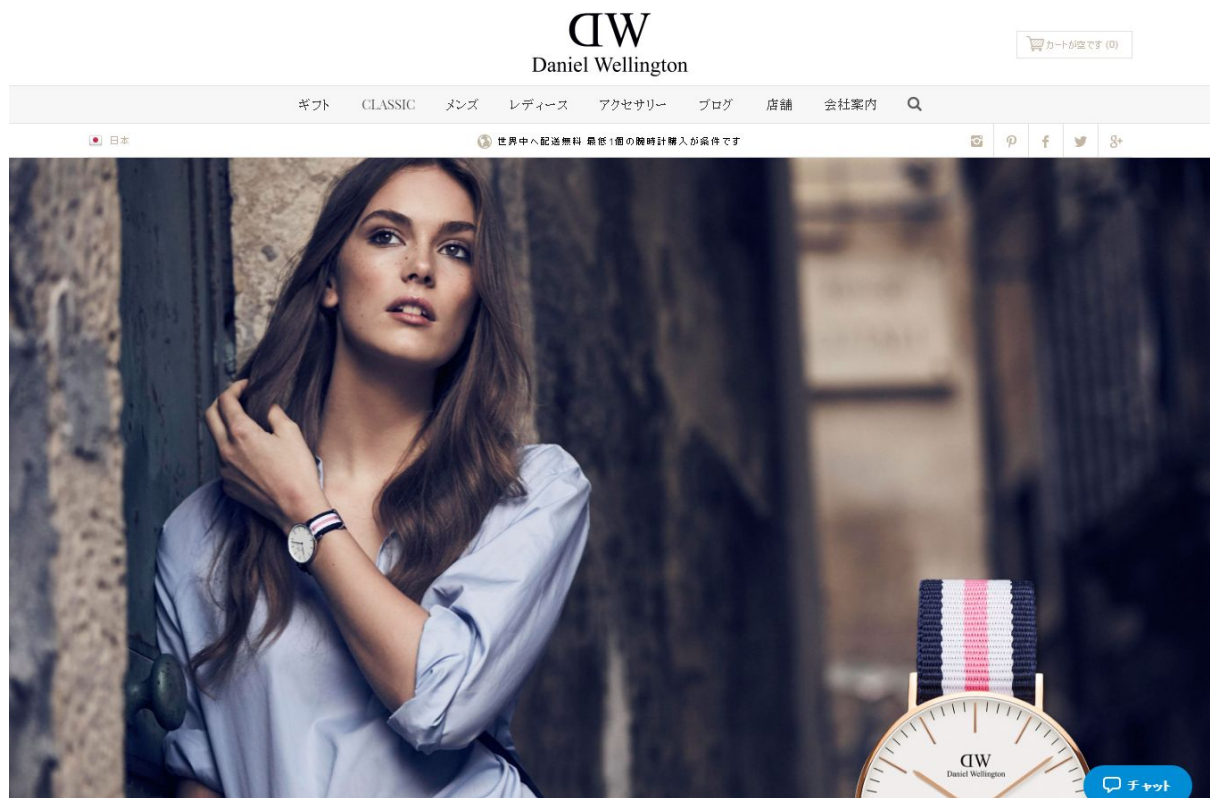 DW
Daniel Wellington
カートが空です (0)
ギフト CLASSIC メンズ レディース アクセサリー ブログ 店舗 会社案内
日本
世界中へ配送無料 最低1個の腕時計購入が条件です
DW
Daniel Wellington
チャット